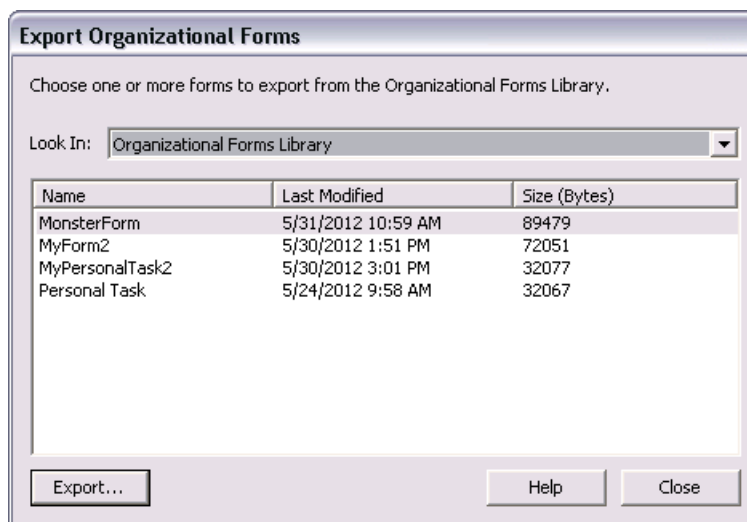 Export Organizational Forms
Choose one or more forms to export from the Organizational Forms Library.
Look In: Organizational Forms Library
Name Last Modified Size (Bytes)
MonsterForm 5/31/2012 10:59 AM 89479
MyForm2 5/30/2012 1:51 PM 72051
MyPersonalTask2 5/30/2012 3:01 PM 32077
Personal Task 5/24/2012 9:58 AM 32067
Export... Help Close